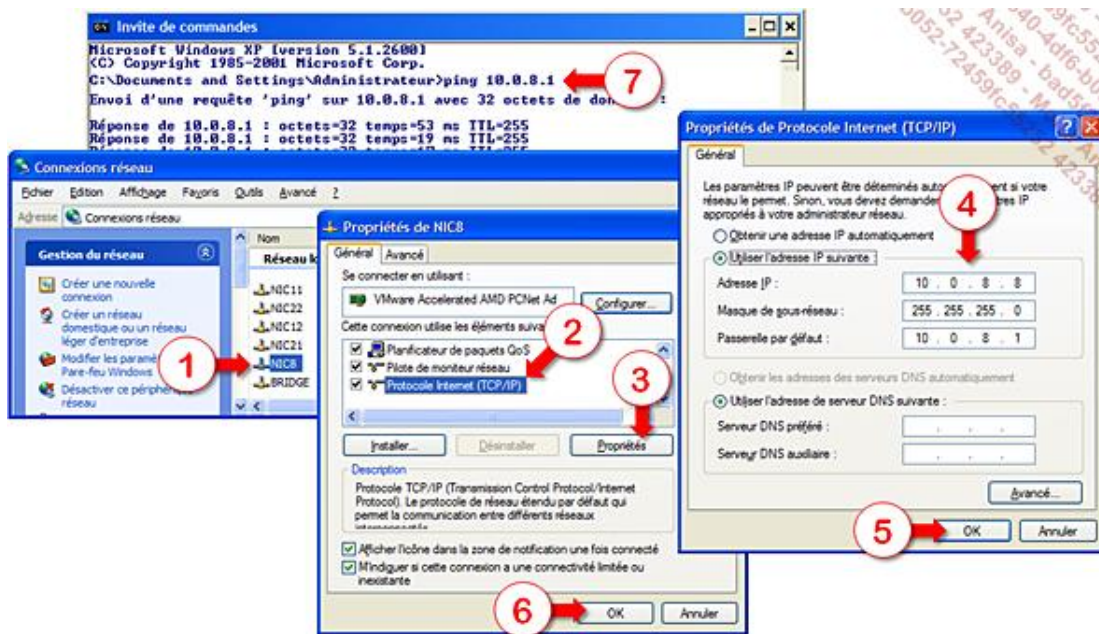 Invite de commandes
Microsoft Windows XP [version 5.1.2600]
(C) Copyright 1985-2001 Microsoft Corp.
C:\Documents and Settings\Administrateur>ping 10.0.8.1
7
Envoi d'une requête 'ping' sur 10.0.8.1 avec 32 octets de :
Réponse de 10.0.8.1 : octets=32 temps=53 ms TTL=255
Réponse de 10.0.8.1 : octets=32 temps=19 ms TTL=255
Connexions réseau
Fichier Edition Affichage Favoris Outils Avancé ?
Adresse Connexions réseau
Gestion du réseau
Créer une nouvelle
connexion
Créer un réseau
domestique ou un réseau
léger d'entreprise
Modifier les
Pare-feu Windows
Désactiver ce
réseau
1
Nom
Réseau
NIC11
NIC22
NIC12
NIC21
NIC8
BRIDGE
Propriétés de NIC8
Général Avancé
Se connecter en utilisant :
VMware Accelerated AMD PCNet Ad
Configurer...
Cette connexion utilise les éléments
2
Planificateur de paquets QoS
Pilote de moniteur réseau
Protocole Internet (TCP/IP)
3
Installer... Désinstaller Propriétés
Description
Protocole TCP/IP (Transmission Control Protocol/Internet
Protocol). Le protocole de réseau étendu par défaut qui
permet la communication entre différents réseaux
Afficher l'icône dans la zone de notification une fois connecté
M'indiquer si cette connexion a une connectivité limitée ou
inexistante
6
OK Annuler
Propriétés de Protocole Internet (TCP/IP)
Général
Les paramètres IP peuvent être déterminés si votre
réseau le permet. Sinon, vous devez IP
appropriés à votre administrateur réseau.
4
Obtenir une adresse IP automatiquement
Utiliser l'adresse IP suivante :
Adresse IP : 10 . 0 . 8 . 8
Masque de sous-réseau : 255 . 255 . 255 . 0
Passerelle par défaut : 10 . 0 . 8 . 1
Obtenir les adresses des serveurs DNS automatiquement
Utiliser l'adresse de serveur DNS suivante :
Serveur DNS préféré :
Serveur DNS auxiliaire :
Avancé...
5
OK Annuler